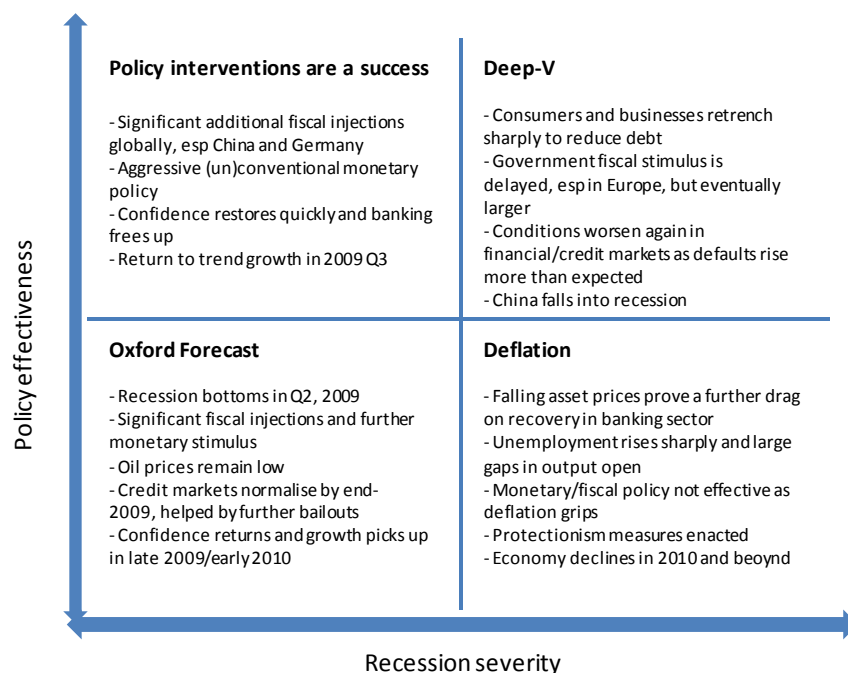 Policy interventions are a success
- Significant additional fiscal injections
globally, esp China and Germany
- Aggressive (un)conventional monetary
policy
- Confidence restores quickly and banking
frees up
- Return to trend growth in 2009 Q3
Deep-V
- Consumers and businesses retrench
sharply to reduce debt
- Government fiscal stimulus is
delayed, esp in Europe, but eventually
larger
- Conditions worsen again in
financial/credit markets as defaults rise
more than expected
- China falls into recession
Policy effectiveness
Oxford Forecast
- Recession bottoms in Q2, 2009
- Significant fiscal injections and further
monetary stimulus
- Oil prices remain low
- Credit markets normalise by end-
2009, helped by further bailouts
- Confidence returns and growth picks up
in late 2009/early 2010
Deflation
- Falling asset prices prove a further drag
on recovery in banking sector
- Unemployment rises sharply and large
gaps in output open
- Monetary/fiscal policy not effective as
deflation grips
- Protectionism measures enacted
- Economy declines in 2010 and beoynd
Recession severity